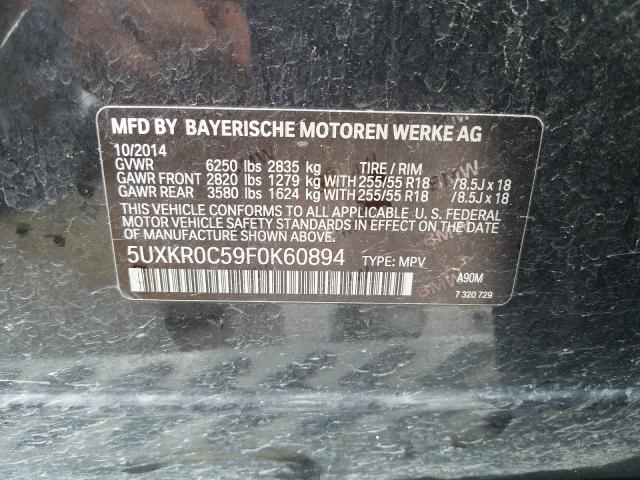 MFD BY BAYERISCHE MOTOREN WERKE AG
10/2014
GVWR 6250 lbs 2835 kg TIRE / RIM
GAWR FRONT 2820 lbs 1279 kg WITH 255/55 R18 /8.5J x 18
GAWR REAR 3580 lbs 1624 kg WITH 255/55 R18 /8.5J x 18
THIS VEHICLE CONFORMS TO ALL APPLICABLE U. S. FEDERAL
MOTOR VEHICLE SAFETY STANDARDS IN EFFECT ON THE
DATE OF MANUFACTURE SHOWN ABOVE.
5UXKR0C59F0K60894 TYPE: MPV A90M
7 320 729